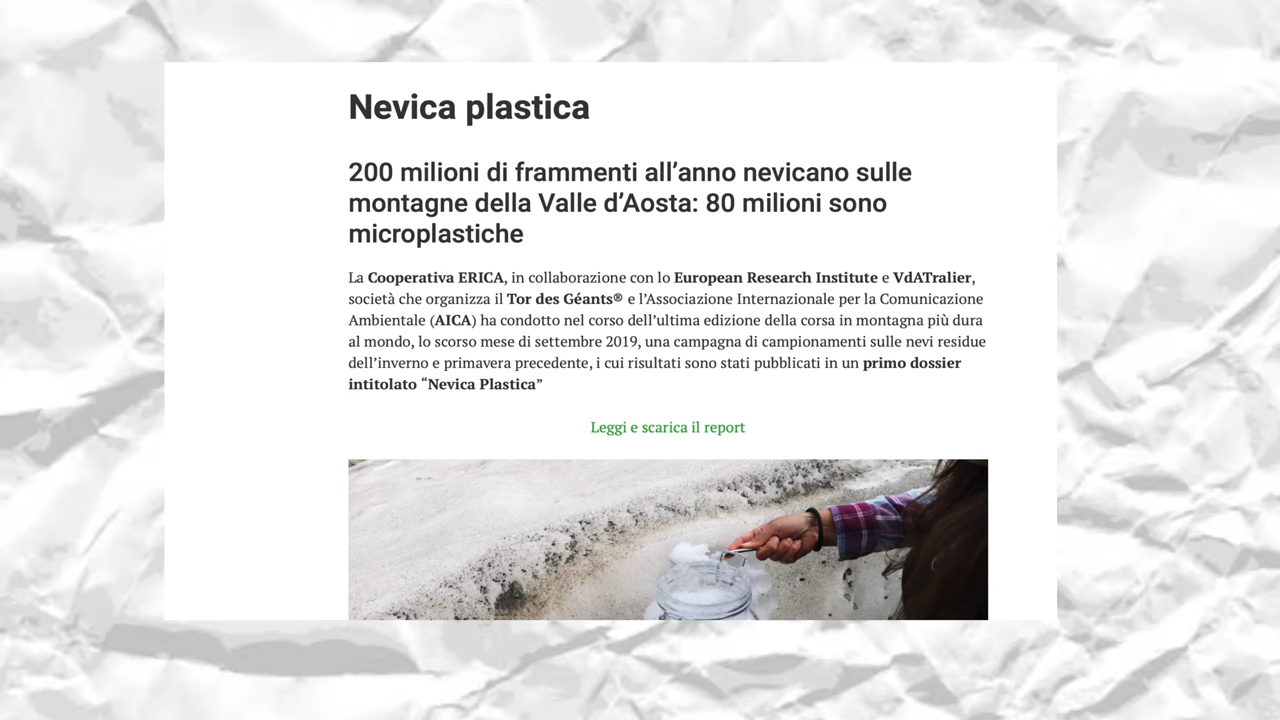 Nevica plastica
200 milioni di frammenti all’anno nevicano sulle
montagne della Valle d’Aosta: 80 milioni sono
microplastiche
La Cooperativa ERICA, in collaborazione con lo European Research Institute e VdATralier,
società che organizza il Tor des Géants® e l’Associazione Internazionale per la Comunicazione
Ambientale (AICA) ha condotto nel corso dell’ultima edizione della corsa in montagna più dura
al mondo, lo scorso mese di settembre 2019, una campagna di campionamenti sulle nevi residue
dell’inverno e primavera precedente, i cui risultati sono stati pubblicati in un primo dossier
intitolato “Nevica Plastica”
Leggi e scarica il report